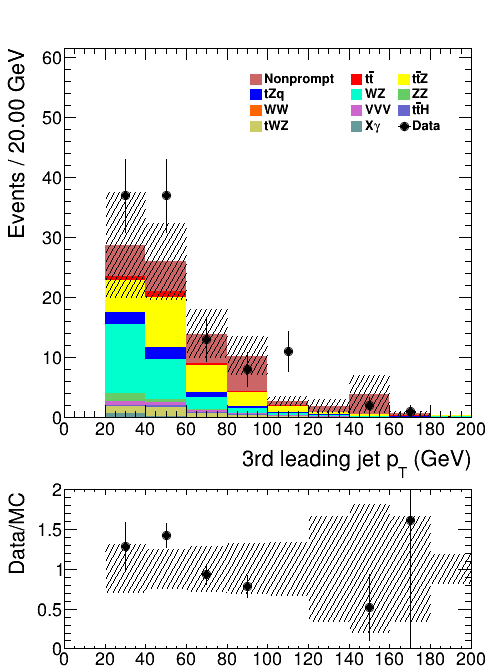 Events / 20.00 GeV
60
50
40
30
20
10
0
Nonprompt tt̄ tt̄Z
tZq WZ ZZ
WW VVV tt̄H
tWZ Xγ Data
0 20 40 60 80 100 120 140 160 180 200
3rd leading jet p_T (GeV)
Data/MC
2
1.5
1
0.5
0
0 20 40 60 80 100 120 140 160 180 200